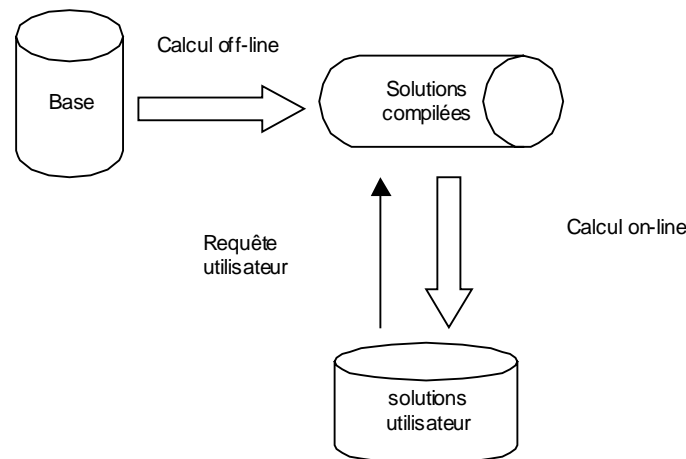 Calcul off-line
Base
Solutions
compilées
Requête
utilisateur
Calcul on-line
solutions
utilisateur